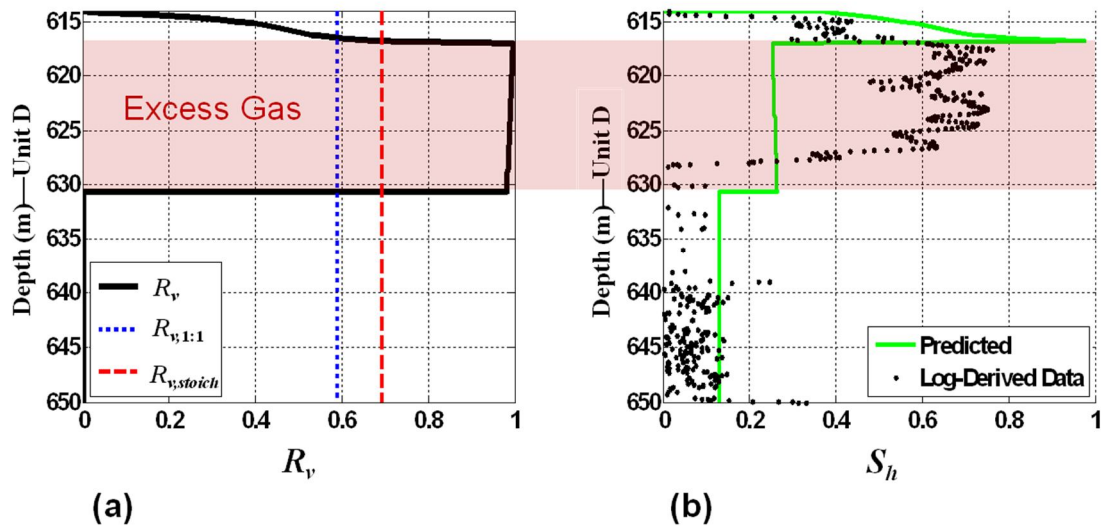 615
620
625
630
635
640
645
650
Depth (m)—Unit D
Excess Gas
R_v
R_v,1:1
R_v,stoich
0 0.2 0.4 0.6 0.8 1
R_v
(a)
615
620
625
630
635
640
645
650
Depth (m)—Unit D
Predicted
Log-Derived Data
0 0.2 0.4 0.6 0.8 1
S_h
(b)